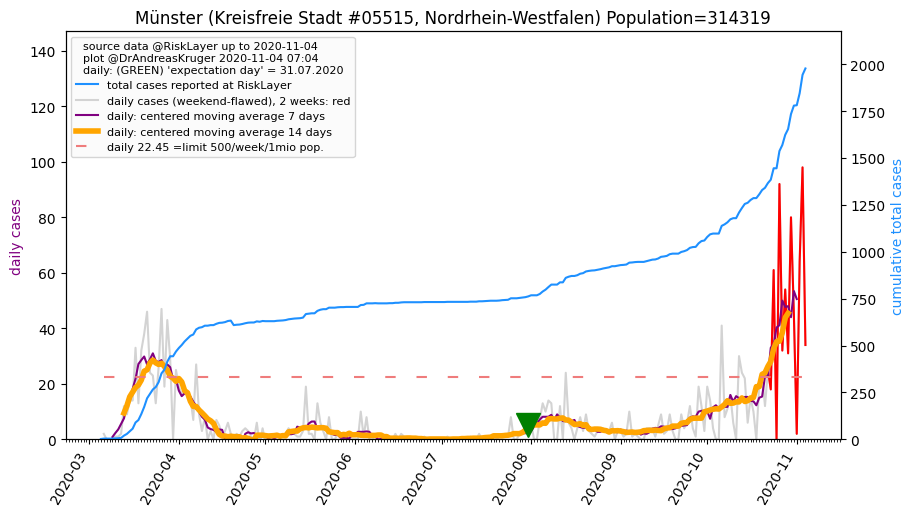 Münster (Kreisfreie Stadt #05515, Nordrhein-Westfalen) Population=314319
source data @RiskLayer up to 2020-11-04
plot @DrAndreasKruger 2020-11-04 07:04
daily: (GREEN) 'expectation day' = 31.07.2020
total cases reported at RiskLayer
daily cases (weekend-flawed), 2 weeks: red
daily: centered moving average 7 days
daily: centered moving average 14 days
daily 22.45 =limit 500/week/1mio pop.
daily cases
140
120
100
80
60
40
20
0
cumulative total cases
2000
1750
1500
1250
1000
750
500
250
0
2020-03
2020-04
2020-05
2020-06
2020-07
2020-08
2020-09
2020-10
2020-11